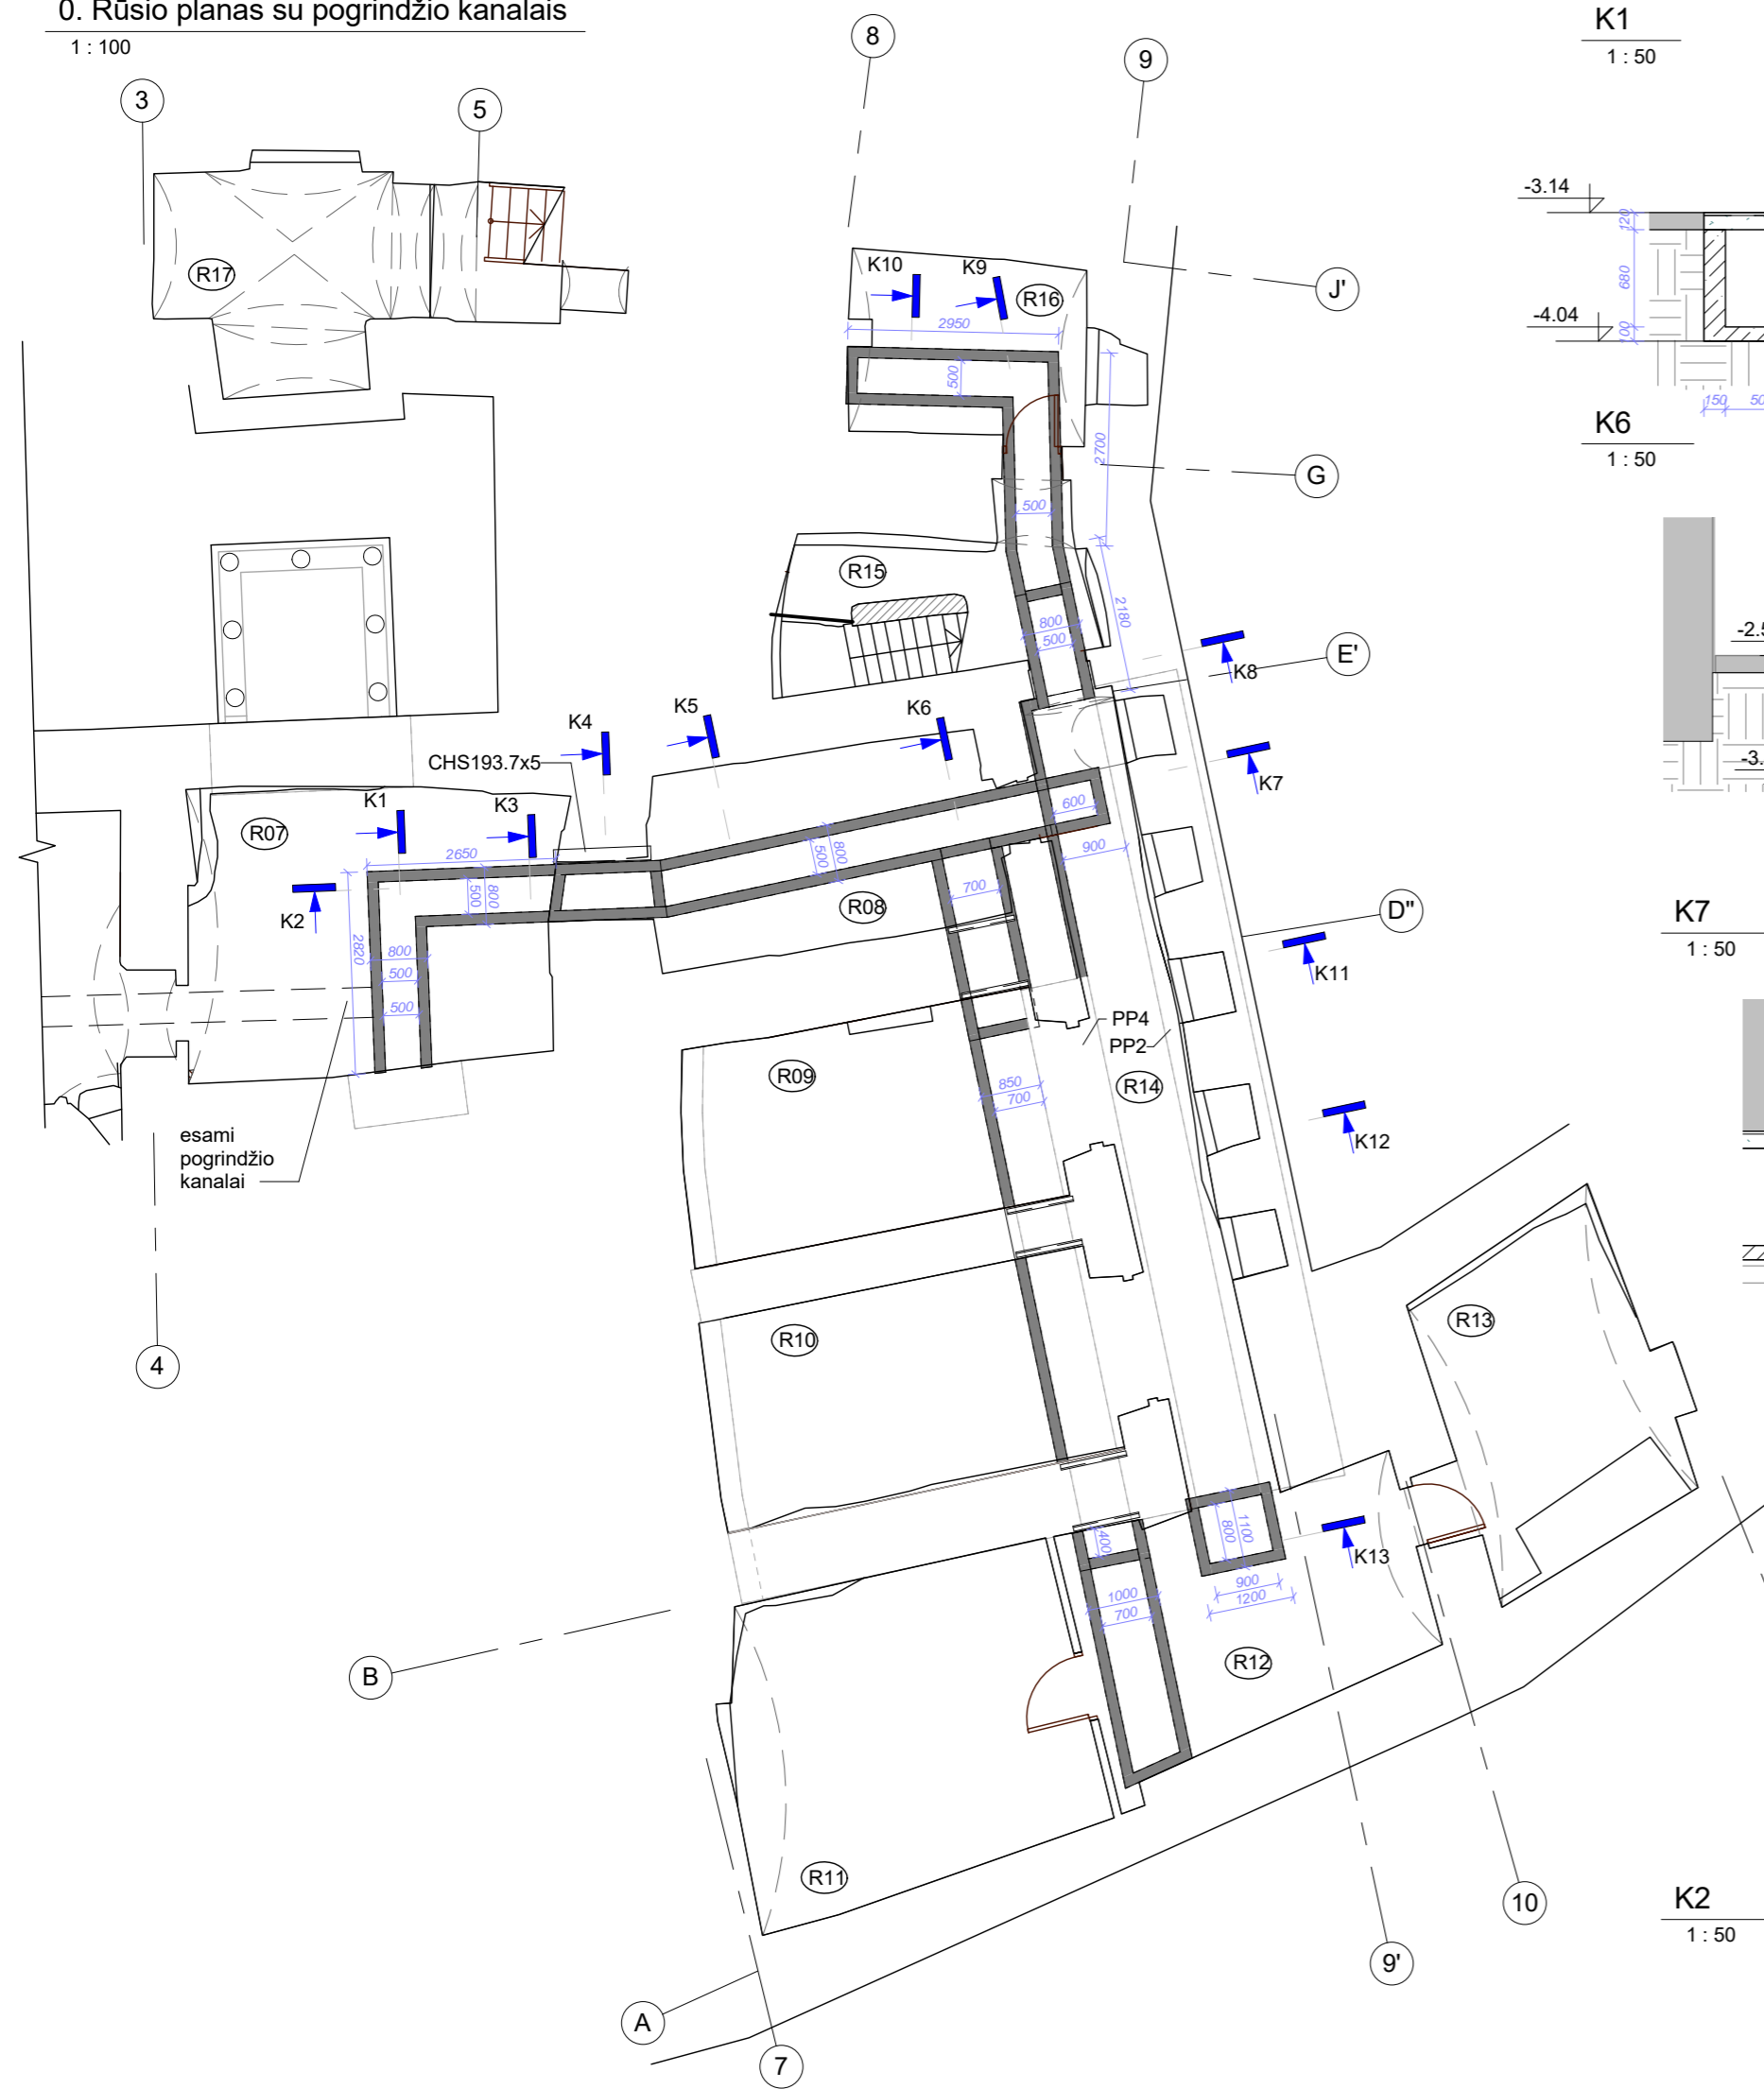 0. Rūsio planas su pogrindžio kanalais
1 : 100
3
5
8
9
J'
G
E'
D"
4
B
A
7
9'
10
R17
K10
K9
R16
2950
500
2700
500
R15
2180
800
500
K8
K4
K5
K6
CHS193.7x5
K7
K1
K3
R07
2650
500
800
K2
2820
800
500
500
500
800
600
900
700
R08
K11
PP4
PP2
R14
R09
850
700
K12
esami
pogrindžio
kanalai
R10
R13
400
1100
800
K13
900
1200
1000
700
R12
R11
K1
1 : 50
-3.14
120
680
-4.04
100
150
K6
1 : 50
K7
1 : 50
K2
1 : 50